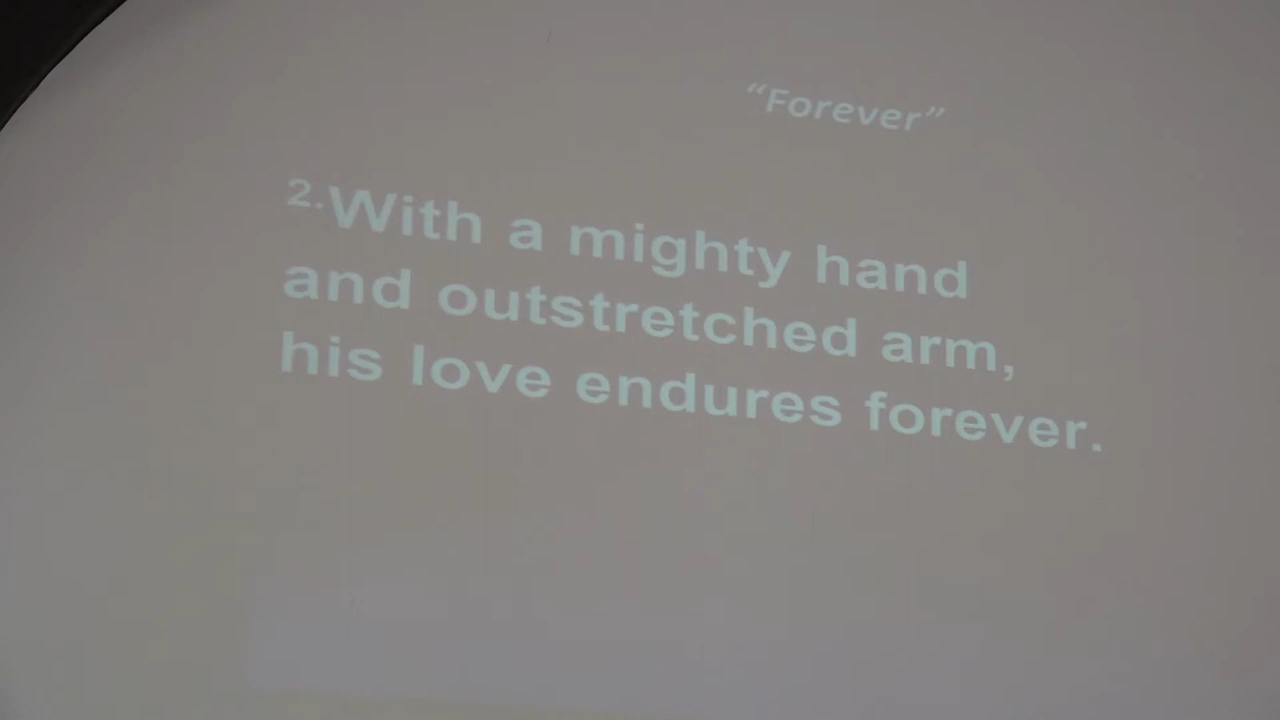 “Forever”
2.With a mighty hand
and outstretched arm,
his love endures forever.